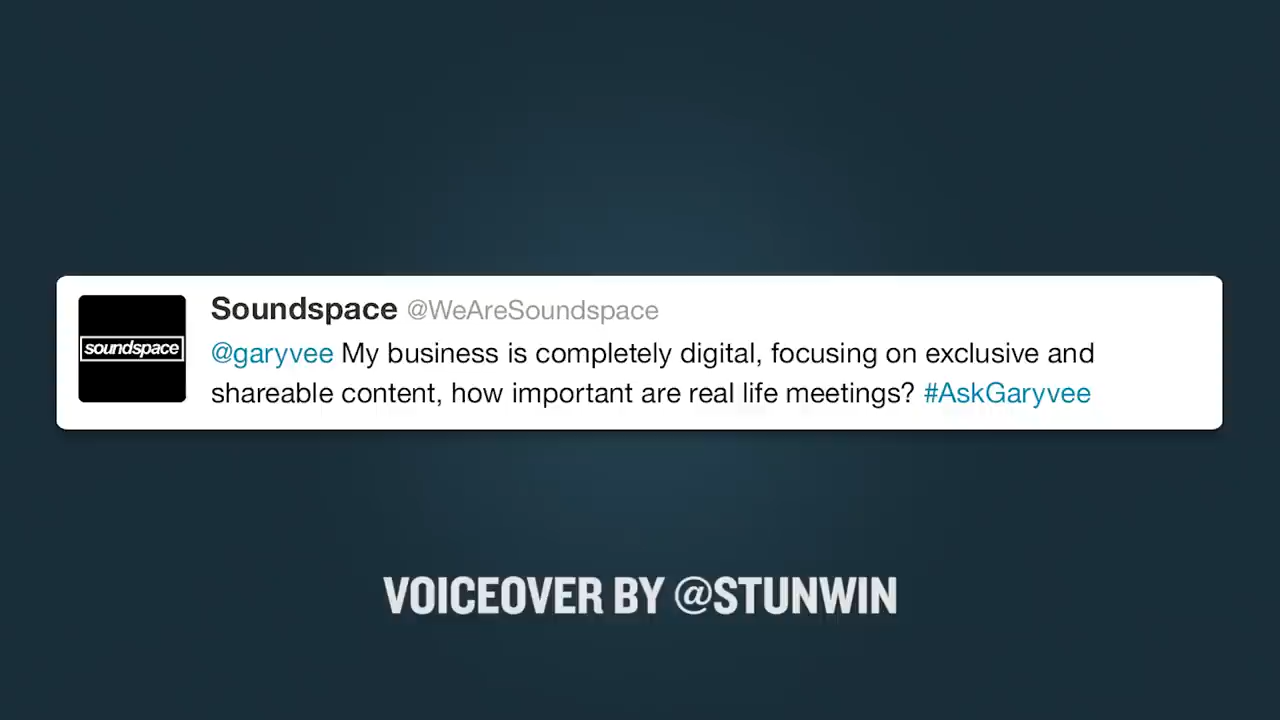 soundspace
Soundspace @WeAreSoundspace
@garyvee My business is completely digital, focusing on exclusive and
shareable content, how important are real life meetings? #AskGaryvee
VOICEOVER BY @STUNWIN